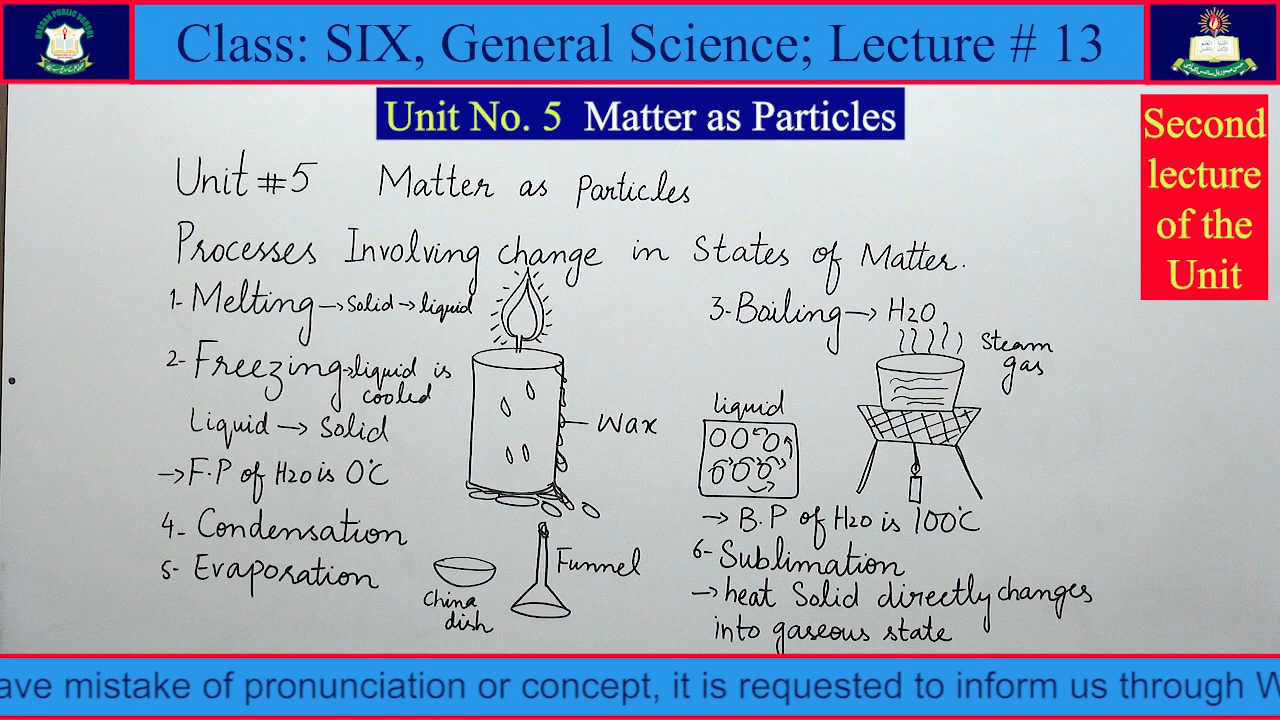 HASSAN PUBLIC SCHOOL
Class: SIX, General Science; Lecture # 13
Unit No. 5 Matter as Particles
Second
lecture
of the
Unit
Unit #5 Matter as Particles
Processes Involving change in States of Matter.
1- Melting → Solid → liquid
2- Freezing → liquid is
cooled
Liquid → Solid
→ F.P of H2O is 0°C
4- Condensation
5- Evaporation
Wax
China
dish
Funnel
3- Boiling → H2O
Steam
gas
liquid
→ B.P of H2O is 100°C
6- Sublimation
→ heat Solid directly changes
into gaseous state
ave mistake of pronunciation or concept, it is requested to inform us through W